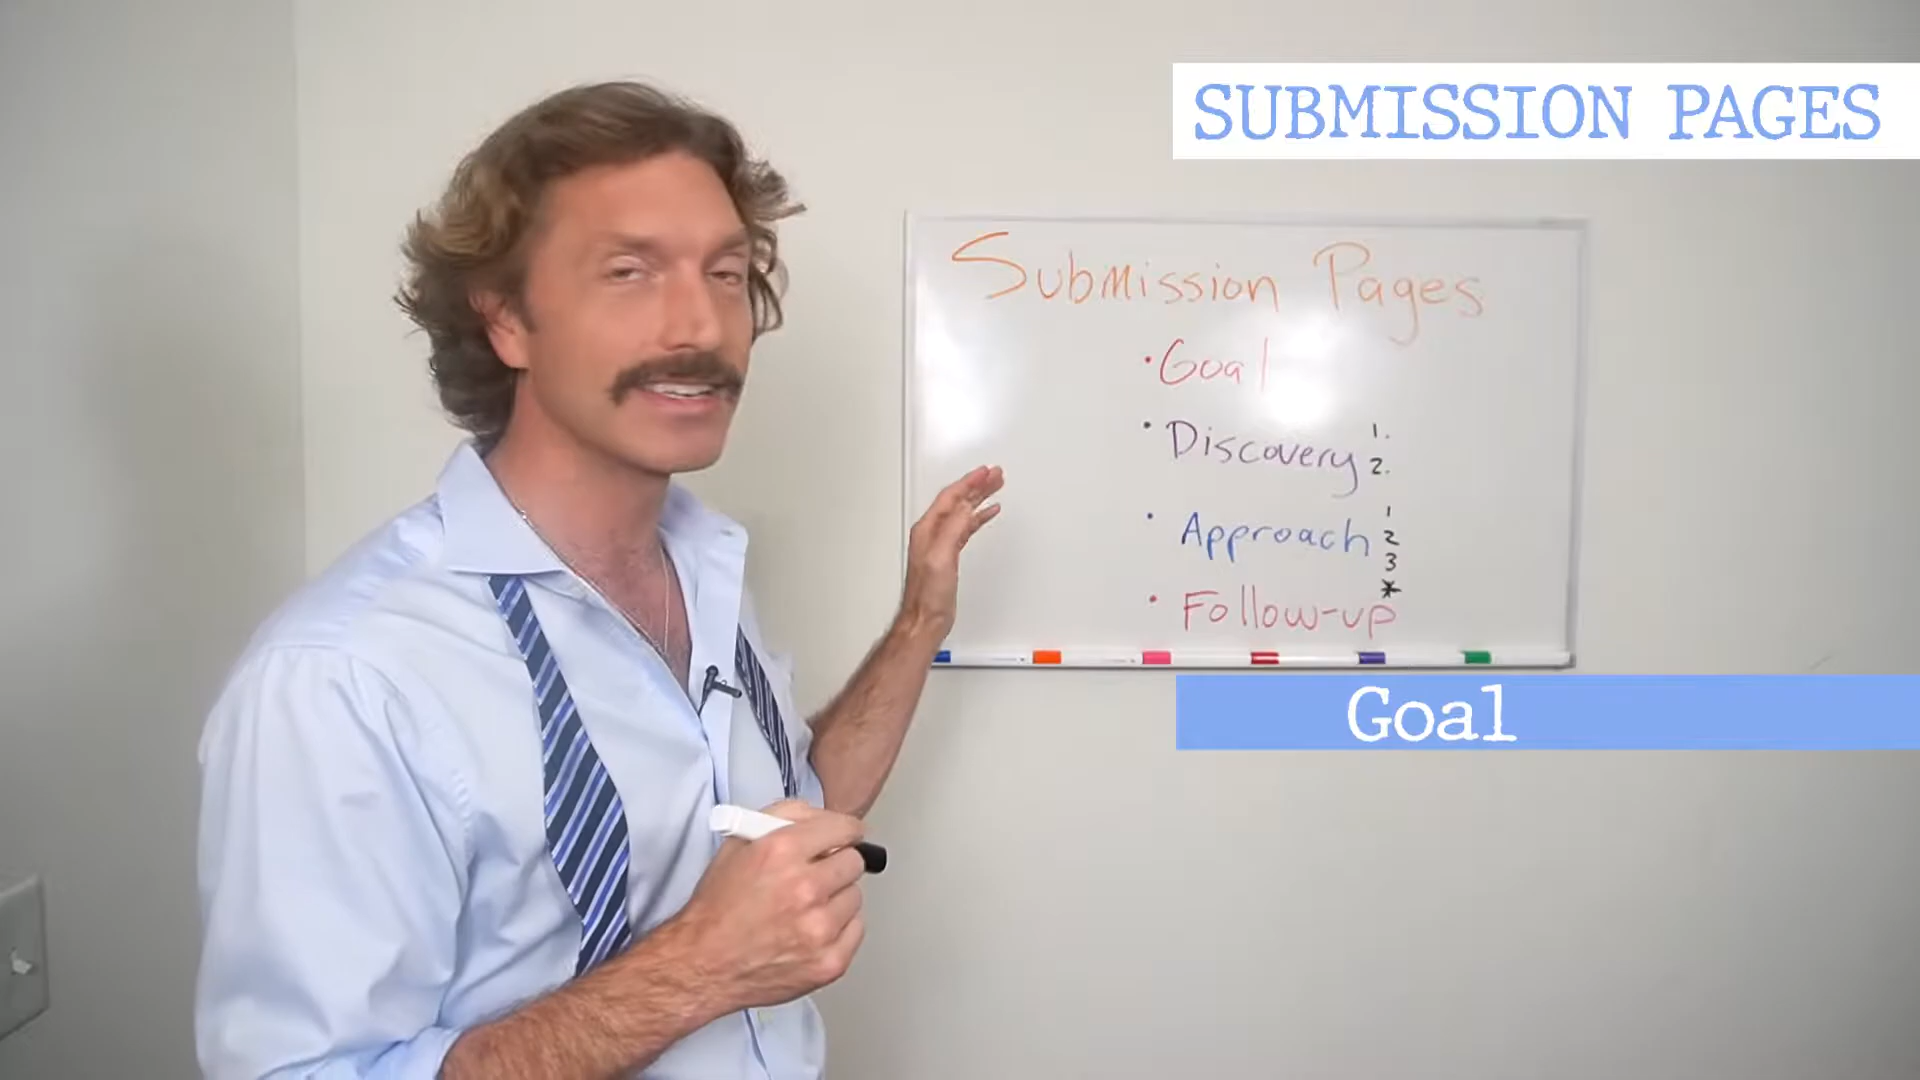 SUBMISSION PAGES
Submission Pages
• Goal
• Discovery 1.
2.
• Approach 1
2
3
*
• Follow-up
Goal